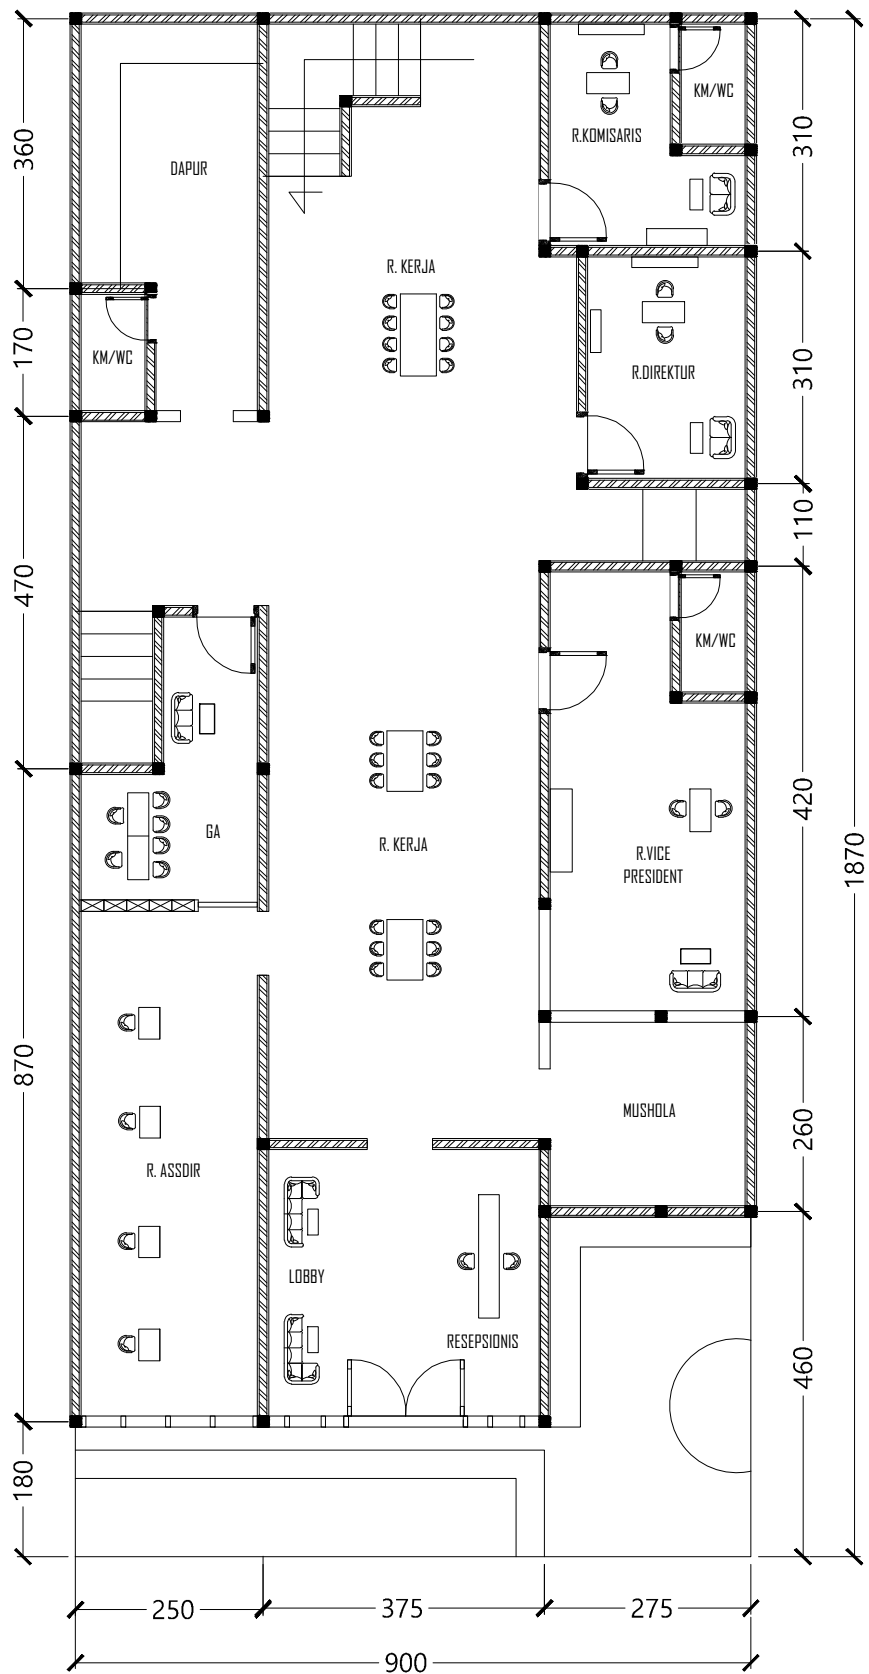 360
DAPUR
R.KOMISARIS
KM/WC
310
R. KERJA
170
KM/WC
R.DIREKTUR
310
110
470
KM/WC
420
GA
R. KERJA
R.VICE
PRESIDENT
1870
870
MUSHOLA
260
R. ASSDIR
LOBBY
RESEPSIONIS
460
180
250
375
275
900